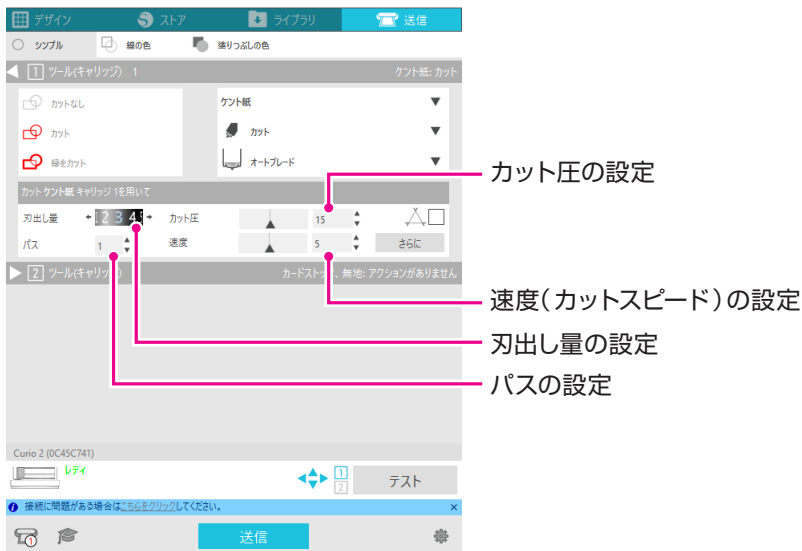 デザイン ストア ライブラリ 送信
シンプル 線の色 塗りつぶしの色
1 ツール(キャリッジ) 1 ケント紙: カット
カットなし ケント紙
カット カット
縁をカット オートブレード
カット ケント紙 キャリッジ 1を用いて
刃出し量 2 3 4 カット圧 15
パス 1 速度 5 さらに
2 ツール(キャリッジ) カードストック、無地: アクションがありません
カット圧の設定
速度(カットスピード)の設定
刃出し量の設定
パスの設定
Curio 2 (0C45C741)
レディ 1 2 テスト
接続に問題がある場合はこちらをクリックしてください。 ×
1 送信